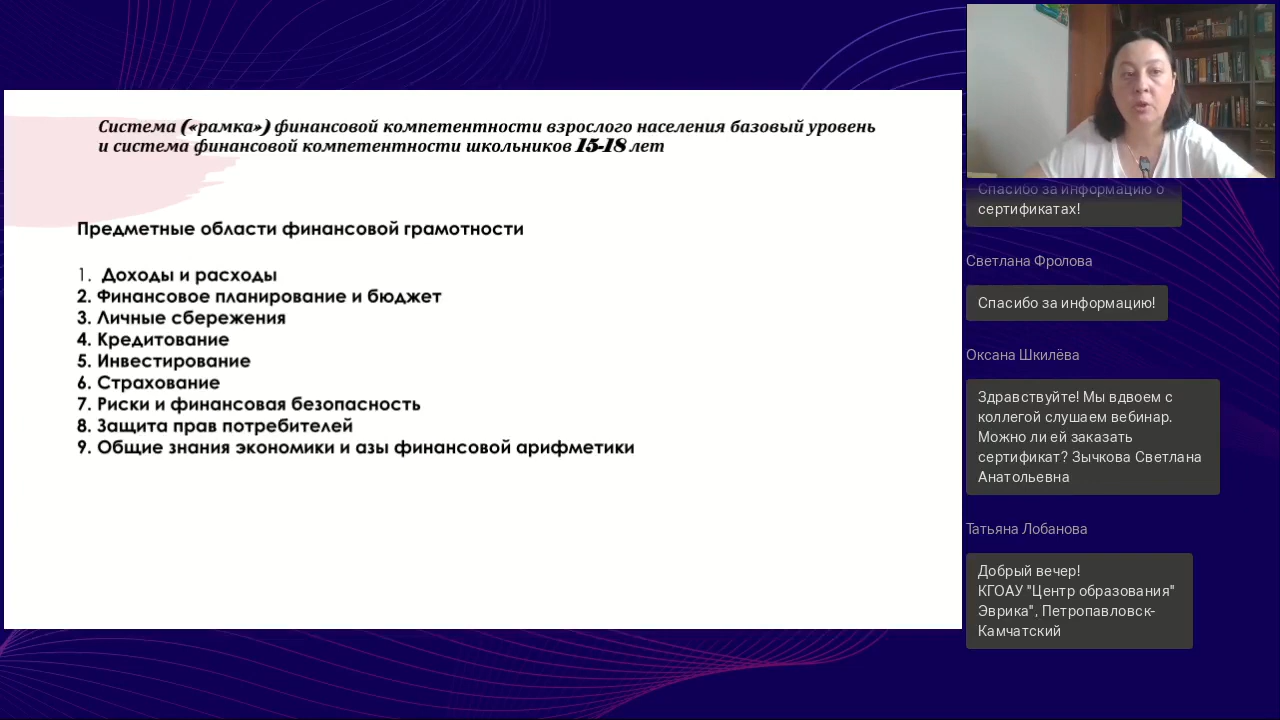 Система («рамка») финансовой компетентности взрослого населения базовый уровень
и система финансовой компетентности школьников 15-18 лет
Предметные области финансовой грамотности
1. Доходы и расходы
2. Финансовое планирование и бюджет
3. Личные сбережения
4. Кредитование
5. Инвестирование
6. Страхование
7. Риски и финансовая безопасность
8. Защита прав потребителей
9. Общие знания экономики и азы финансовой арифметики
Спасибо за информацию о
сертификатах!
Светлана Фролова
Спасибо за информацию!
Оксана Шкилёва
Здравствуйте! Мы вдвоем с
коллегой слушаем вебинар.
Можно ли ей заказать
сертификат? Зычкова Светлана
Анатольевна
Татьяна Лобанова
Добрый вечер!
КГОАУ "Центр образования"
Эврика", Петропавловск-
Камчатский